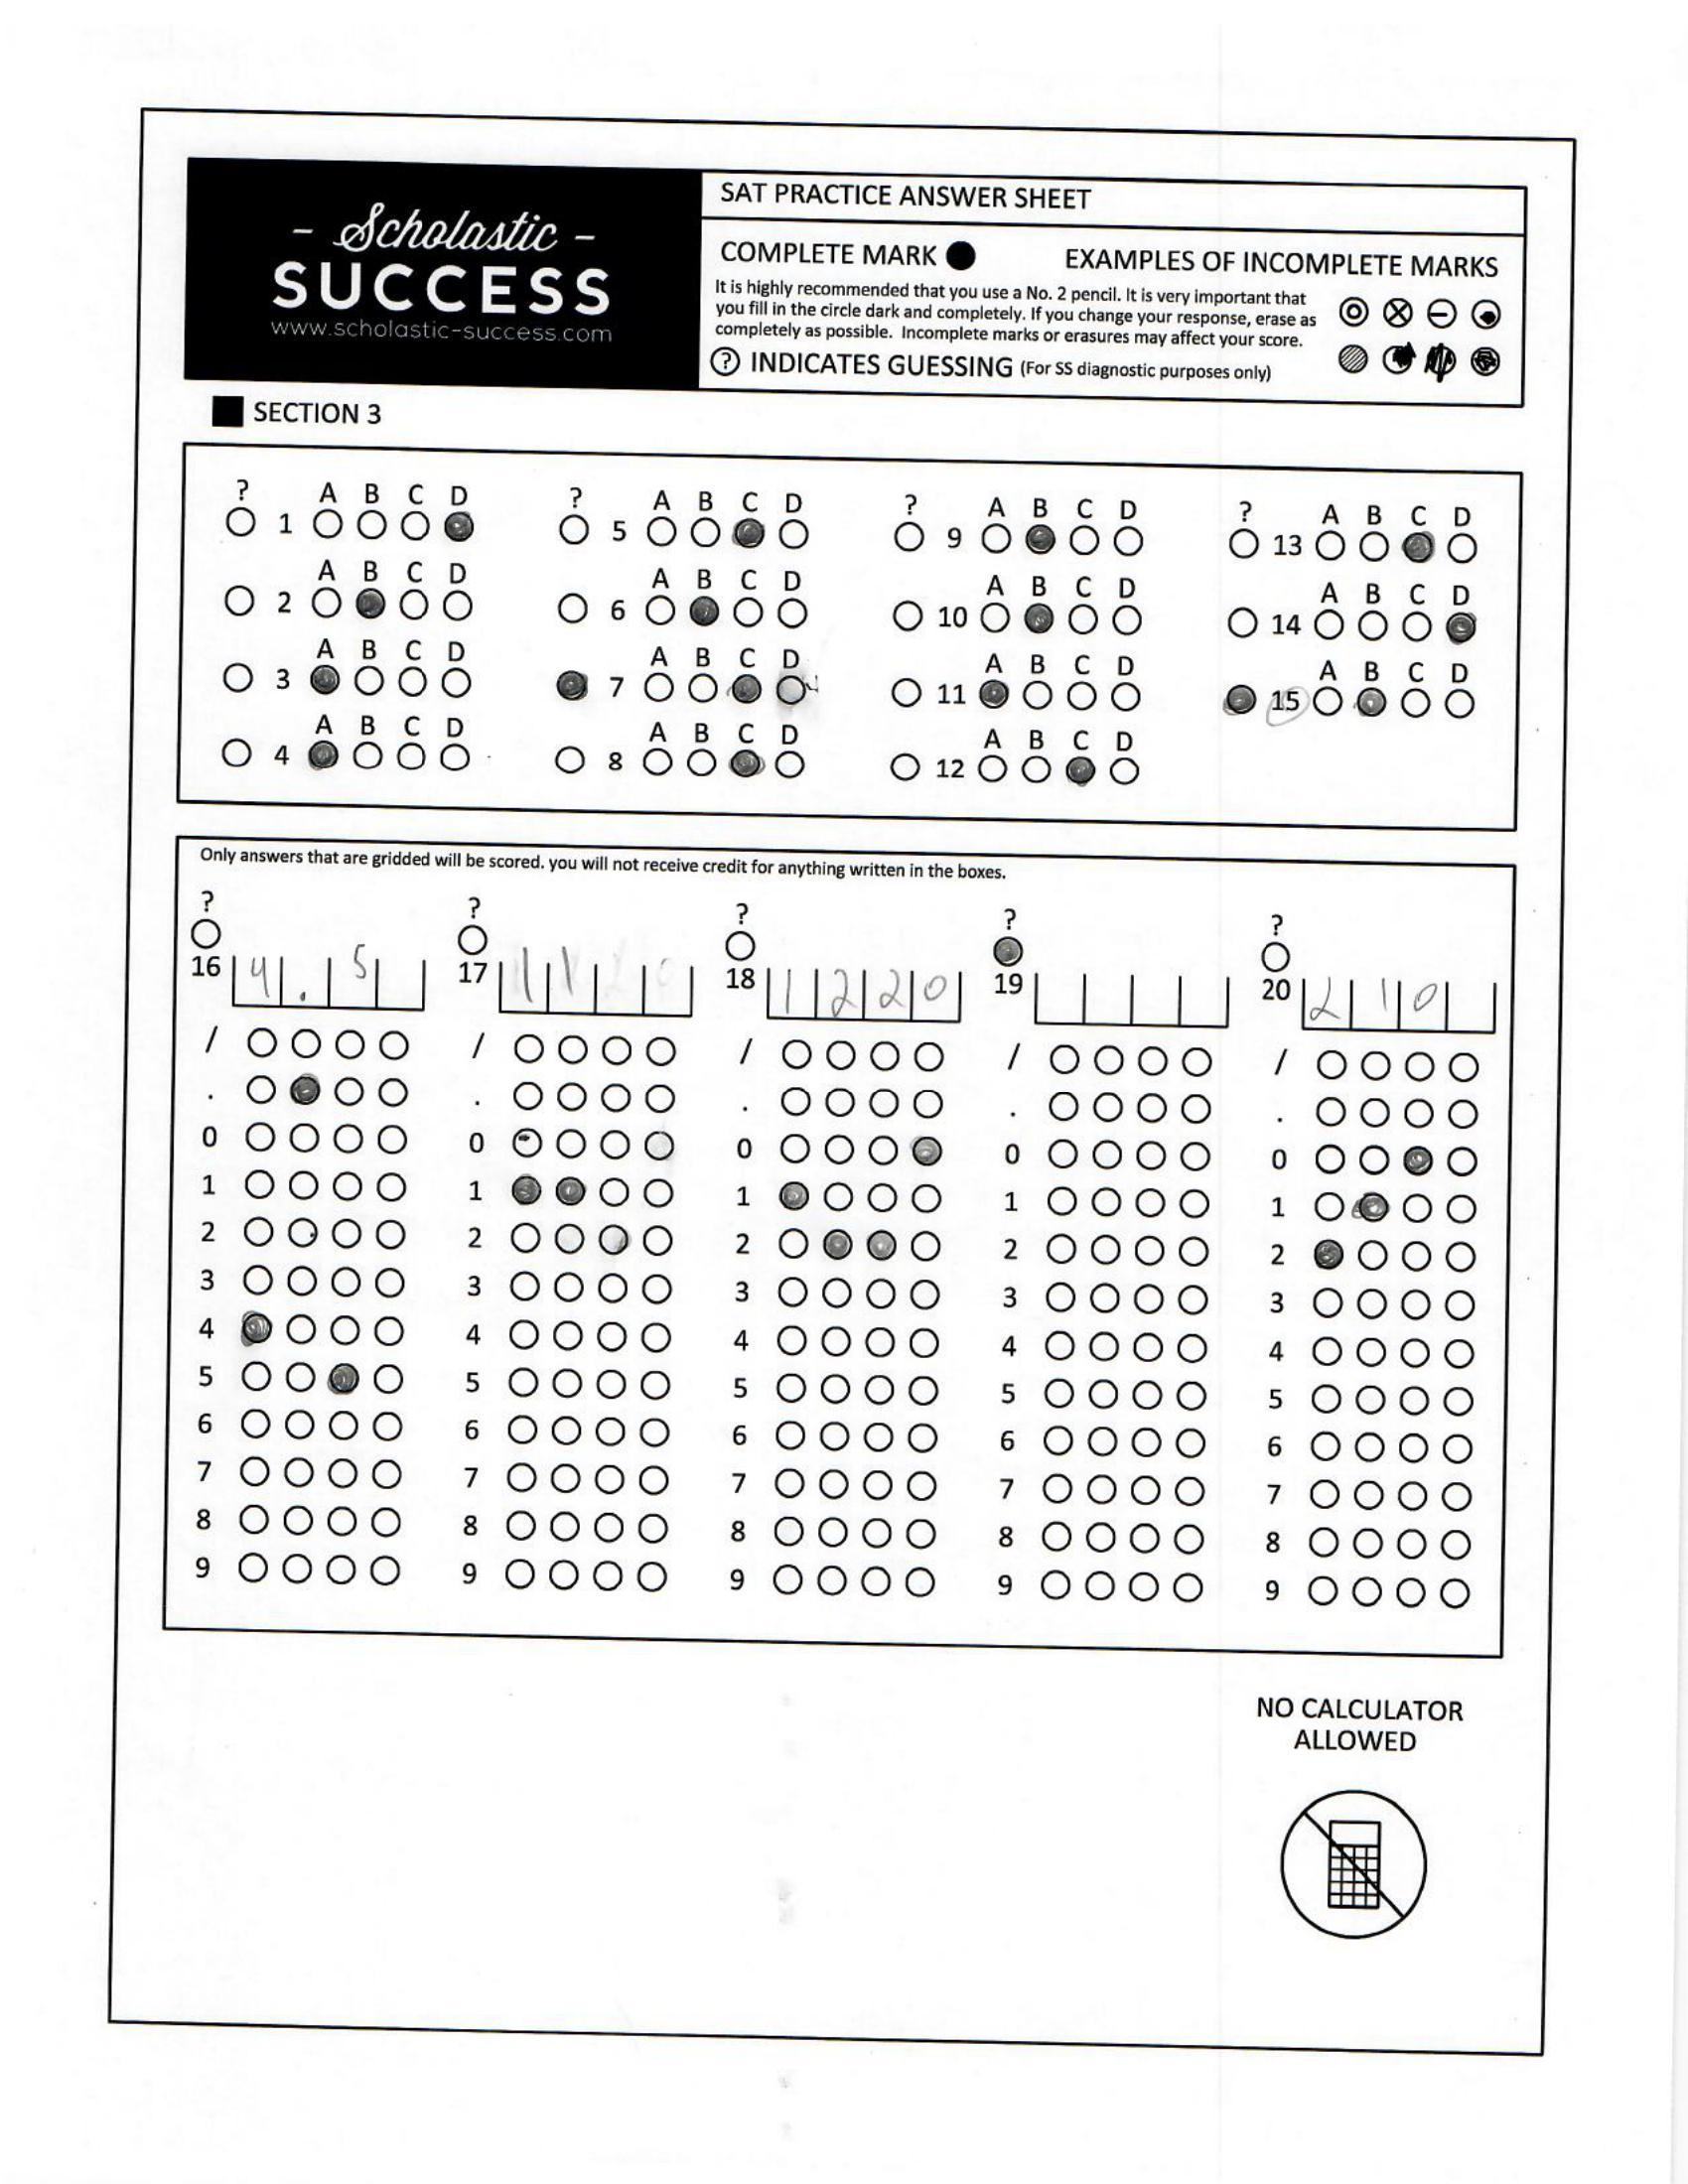 - Scholastic -
SUCCESS
www.scholastic-success.com
SAT PRACTICE ANSWER SHEET
COMPLETE MARK
EXAMPLES OF INCOMPLETE MARKS
It is highly recommended that you use a No. 2 pencil. It is very important that
you fill in the circle dark and completely. If you change your response, erase as
completely as possible. Incomplete marks or erasures may affect your score.
? INDICATES GUESSING (For SS diagnostic purposes only)
SECTION 3
? A B C D ? A B C D ? A B C D ? A B C D
1 5 9 13
A B C D A B C D A B C D A B C D
2 6 10 14
A B C D A B C D A B C D A B C D
3 7 11 15
A B C D A B C D A B C D
4 8 12
Only answers that are gridded will be scored. you will not receive credit for anything written in the boxes.
? ? ? ? ?
16 4 . 5 17 1 1 18 1 2 2 0 19 20 2 1 0
/ / / / /
. . . . .
0 0 0 0 0
1 1 1 1 1
2 2 2 2 2
3 3 3 3 3
4 4 4 4 4
5 5 5 5 5
6 6 6 6 6
7 7 7 7 7
8 8 8 8 8
9 9 9 9 9
NO CALCULATOR
ALLOWED